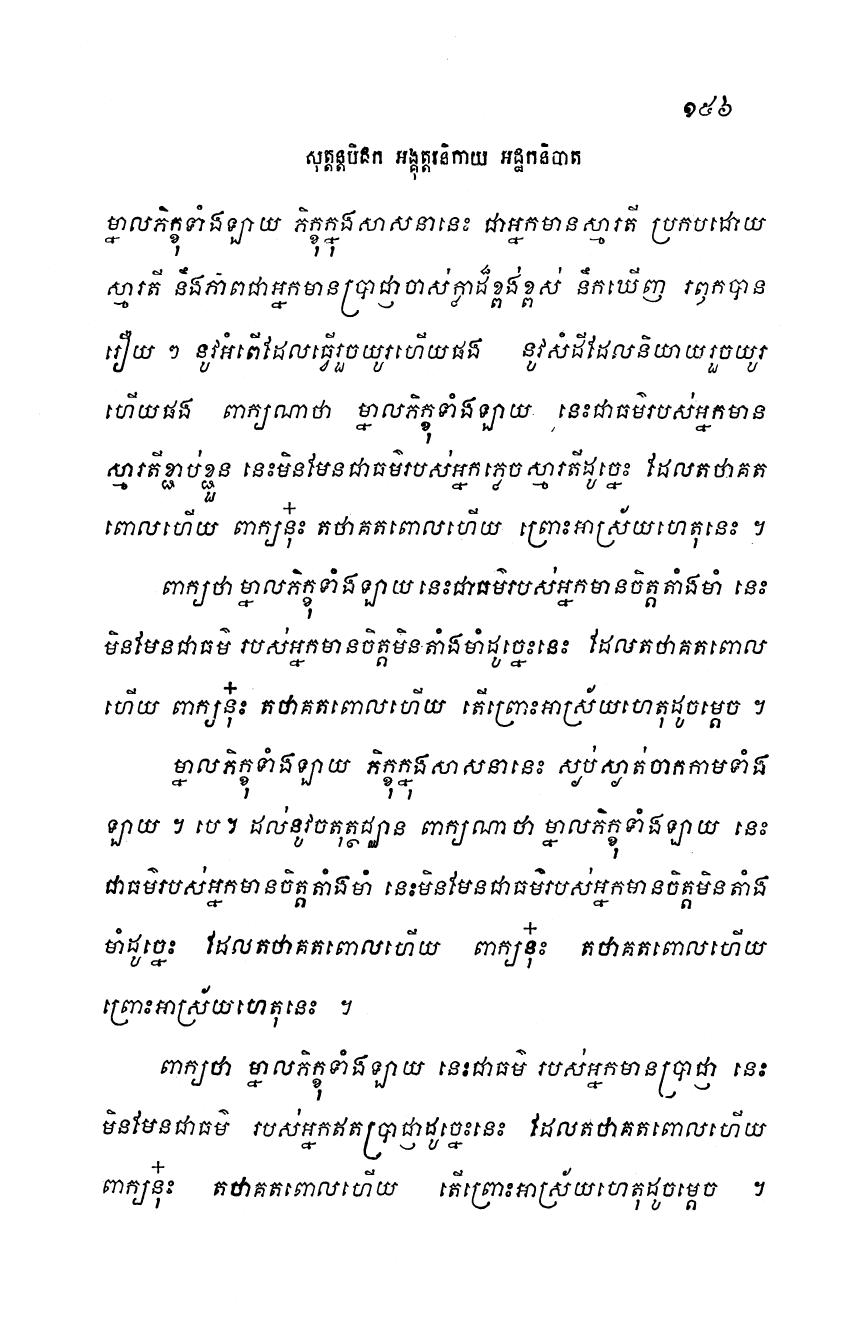 ១៥៦
សុត្តន្តបិដក អង្គុត្តរនិកាយ អដ្ឋកនិបាត
ម្នាលភិក្ខុទាំងឡាយ ភិក្ខុក្នុងសាសនានេះ ជាអ្នកមានស្មារតី ប្រកបដោយ
ស្មារតី នឹងភាពជាអ្នកមានប្រាជ្ញាចាស់ក្លាដ៏ខ្ពង់ខ្ពស់ នឹកឃើញ រឭកបាន
រឿយ ៗ នូវអំពើដែលធ្វើរួចយូរហើយផង នូវសំដីដែលនិយាយរួចយូរ
ហើយផង ពាក្យណាថា ម្នាលភិក្ខុទាំងឡាយ នេះជាធម៌របស់អ្នកមាន
ស្មារតីខ្ជាប់ខ្ជួន នេះមិនមែនជាធម៌របស់អ្នកភ្លេចស្មារតីដូច្នេះ ដែលតថាគត
ពោលហើយ ពាក្យនុ៎ះ តថាគតពោលហើយ ព្រោះអាស្រ័យហេតុនេះ ។
ពាក្យថា ម្នាលភិក្ខុទាំងឡាយ នេះជាធម៌របស់អ្នកមានចិត្តតាំងមាំ នេះ
មិនមែនជាធម៌ របស់អ្នកមានចិត្តមិនតាំងមាំដូច្នេះនេះ ដែលតថាគតពោល
ហើយ ពាក្យនុ៎ះ តថាគតពោលហើយ តើព្រោះអាស្រ័យហេតុដូចម្តេច ។
ម្នាលភិក្ខុទាំងឡាយ ភិក្ខុក្នុងសាសនានេះ ស្ងប់ស្ងាត់ចាកកាមទាំង
ឡាយ ។ បេ។ ដល់នូវចតុត្ថជ្ឈាន ពាក្យណាថា ម្នាលភិក្ខុទាំងឡាយ នេះ
ជាធម៌របស់អ្នកមានចិត្តតាំងមាំ នេះមិនមែនជាធម៌របស់អ្នកមានចិត្តមិនតាំង
មាំដូច្នេះ ដែលតថាគតពោលហើយ ពាក្យនុ៎ះ តថាគតពោលហើយ
ព្រោះអាស្រ័យហេតុនេះ ។
ពាក្យថា ម្នាលភិក្ខុទាំងឡាយ នេះជាធម៌ របស់អ្នកមានប្រាជ្ញា នេះ
មិនមែនជាធម៌ របស់អ្នកឥតប្រាជ្ញាដូច្នេះនេះ ដែលតថាគតពោលហើយ
ពាក្យនុ៎ះ តថាគតពោលហើយ តើព្រោះអាស្រ័យហេតុដូចម្តេច ។